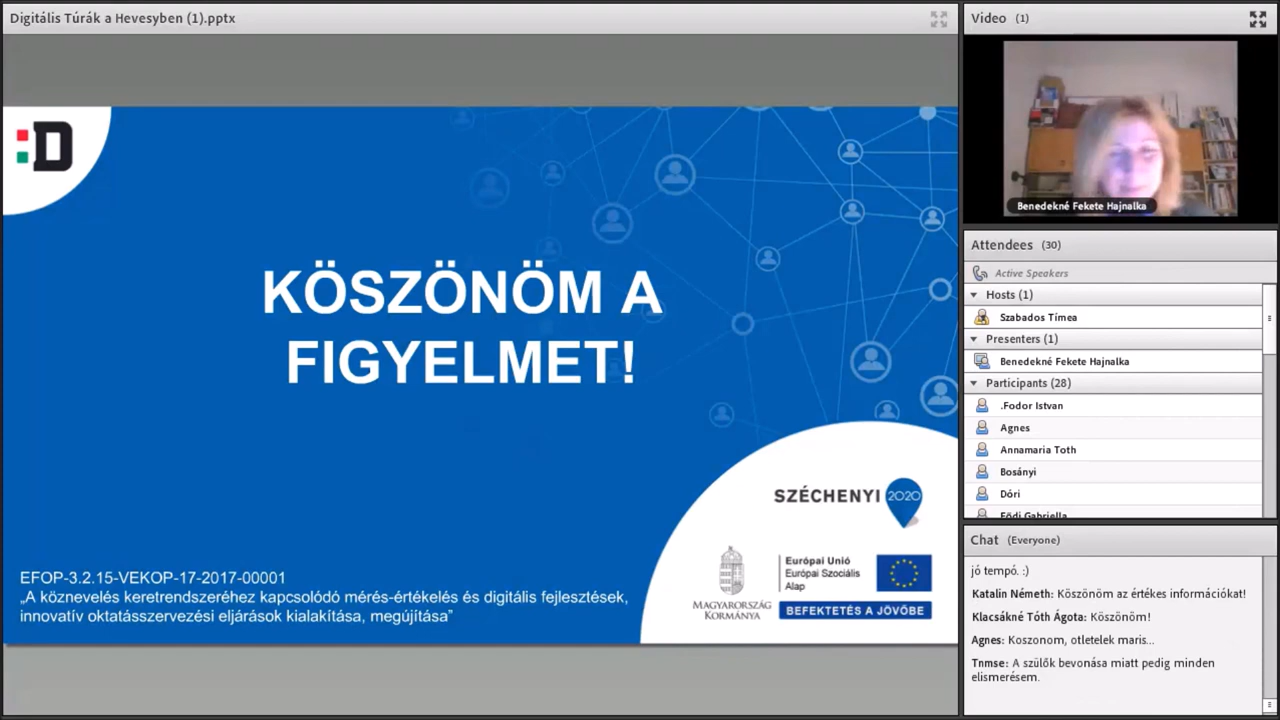 Digitális Túrák a Hevesyben (1).pptx
:D
KÖSZÖNÖM A
FIGYELMET!
SZÉCHENYI 2020
MAGYARORSZÁG
KORMÁNYA
Európai Unió
Európai Szociális
Alap
BEFEKTETÉS A JÖVŐBE
EFOP-3.2.15-VEKOP-17-2017-00001
„A köznevelés keretrendszeréhez kapcsolódó mérés-értékelés és digitális fejlesztések,
innovatív oktatásszervezési eljárások kialakítása, megújítása”
Video (1)
Benedekné Fekete Hajnalka
Attendees (30)
Active Speakers
Hosts (1)
Szabados Tímea
Presenters (1)
Benedekné Fekete Hajnalka
Participants (28)
.Fodor Istvan
Agnes
Annamaria Toth
Bosányi
Dóri
Födi Gabriella
Chat (Everyone)
jó tempó. :)
Katalin Németh: Köszönöm az értékes információkat!
Klacsákné Tóth Ágota: Köszönöm!
Agnes: Koszonom, otletelek maris...
Tnmse: A szülők bevonása miatt pedig minden
elismerésem.